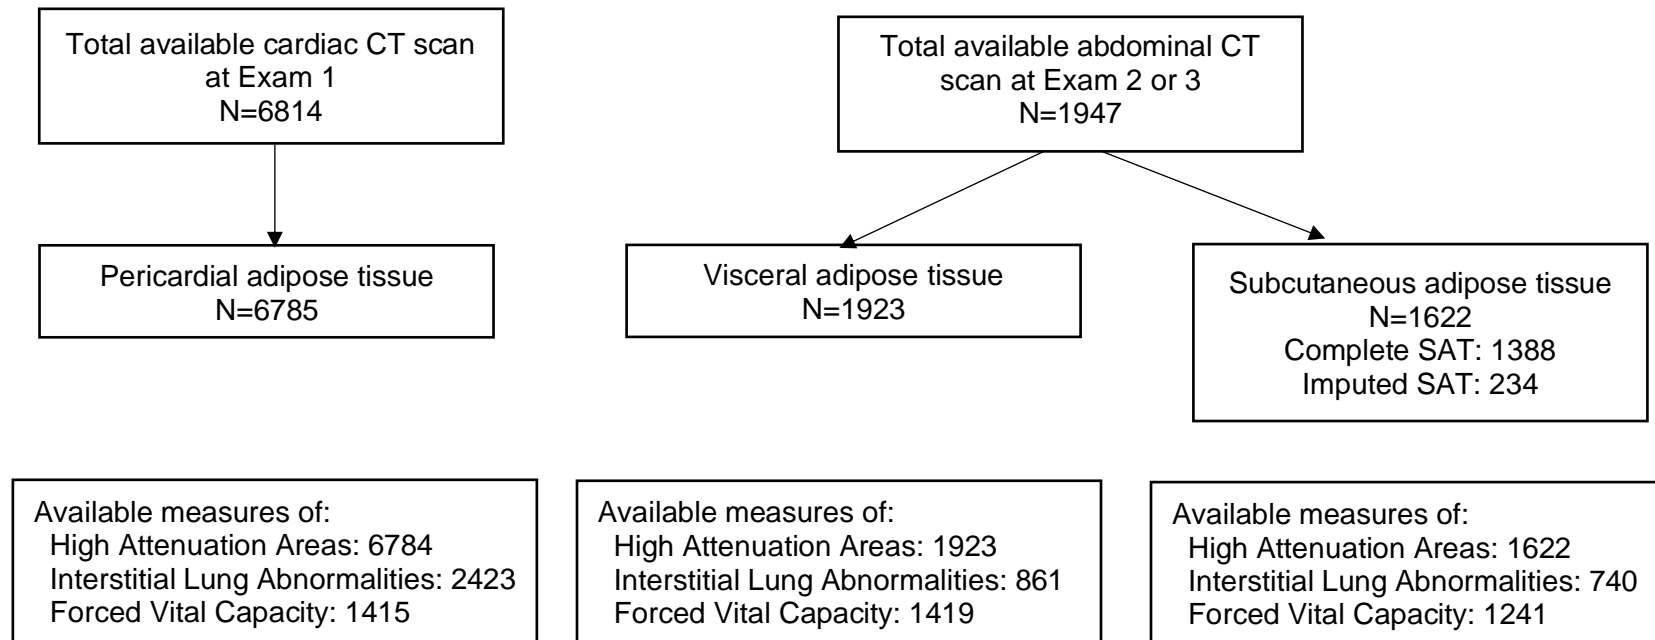 Total available cardiac CT scan
at Exam 1
N=6814
Total available abdominal CT
scan at Exam 2 or 3
N=1947
Pericardial adipose tissue
N=6785
Visceral adipose tissue
N=1923
Subcutaneous adipose tissue
N=1622
Complete SAT: 1388
Imputed SAT: 234
Available measures of:
High Attenuation Areas: 6784
Interstitial Lung Abnormalities: 2423
Forced Vital Capacity: 1415
Available measures of:
High Attenuation Areas: 1923
Interstitial Lung Abnormalities: 861
Forced Vital Capacity: 1419
Available measures of:
High Attenuation Areas: 1622
Interstitial Lung Abnormalities: 740
Forced Vital Capacity: 1241